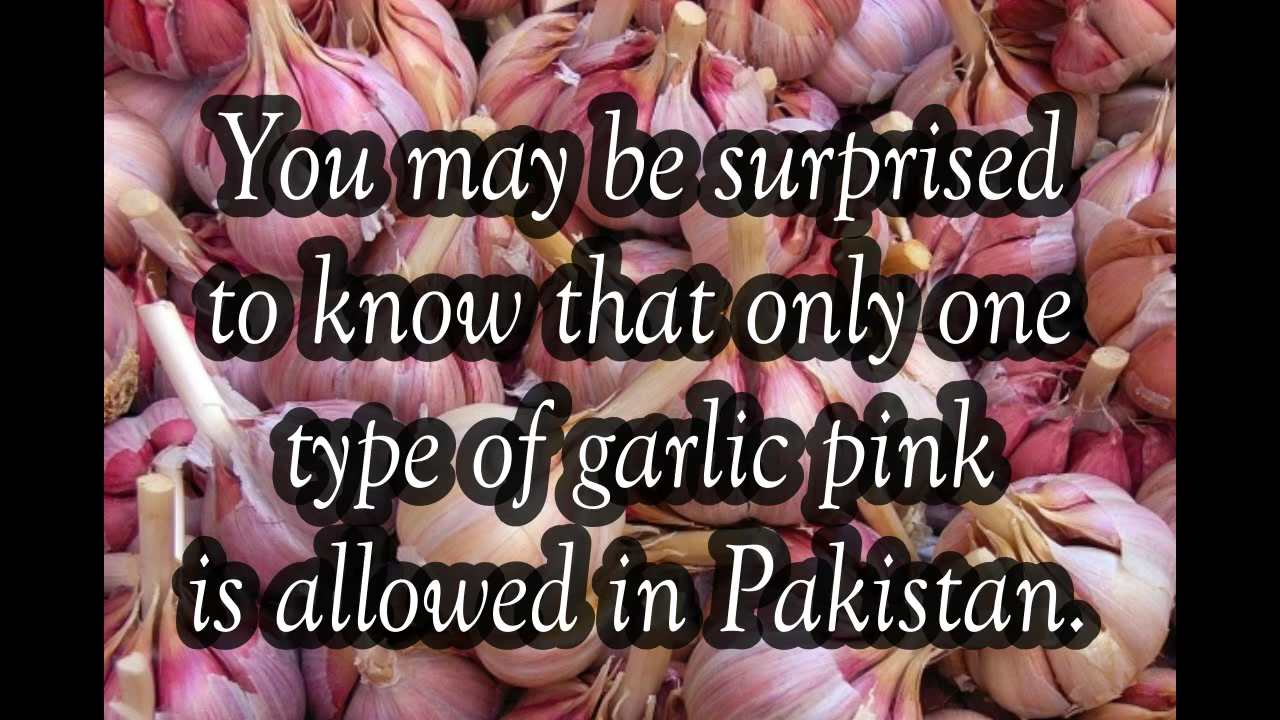 You may be surprised
to know that only one
type of garlic pink
is allowed in Pakistan.